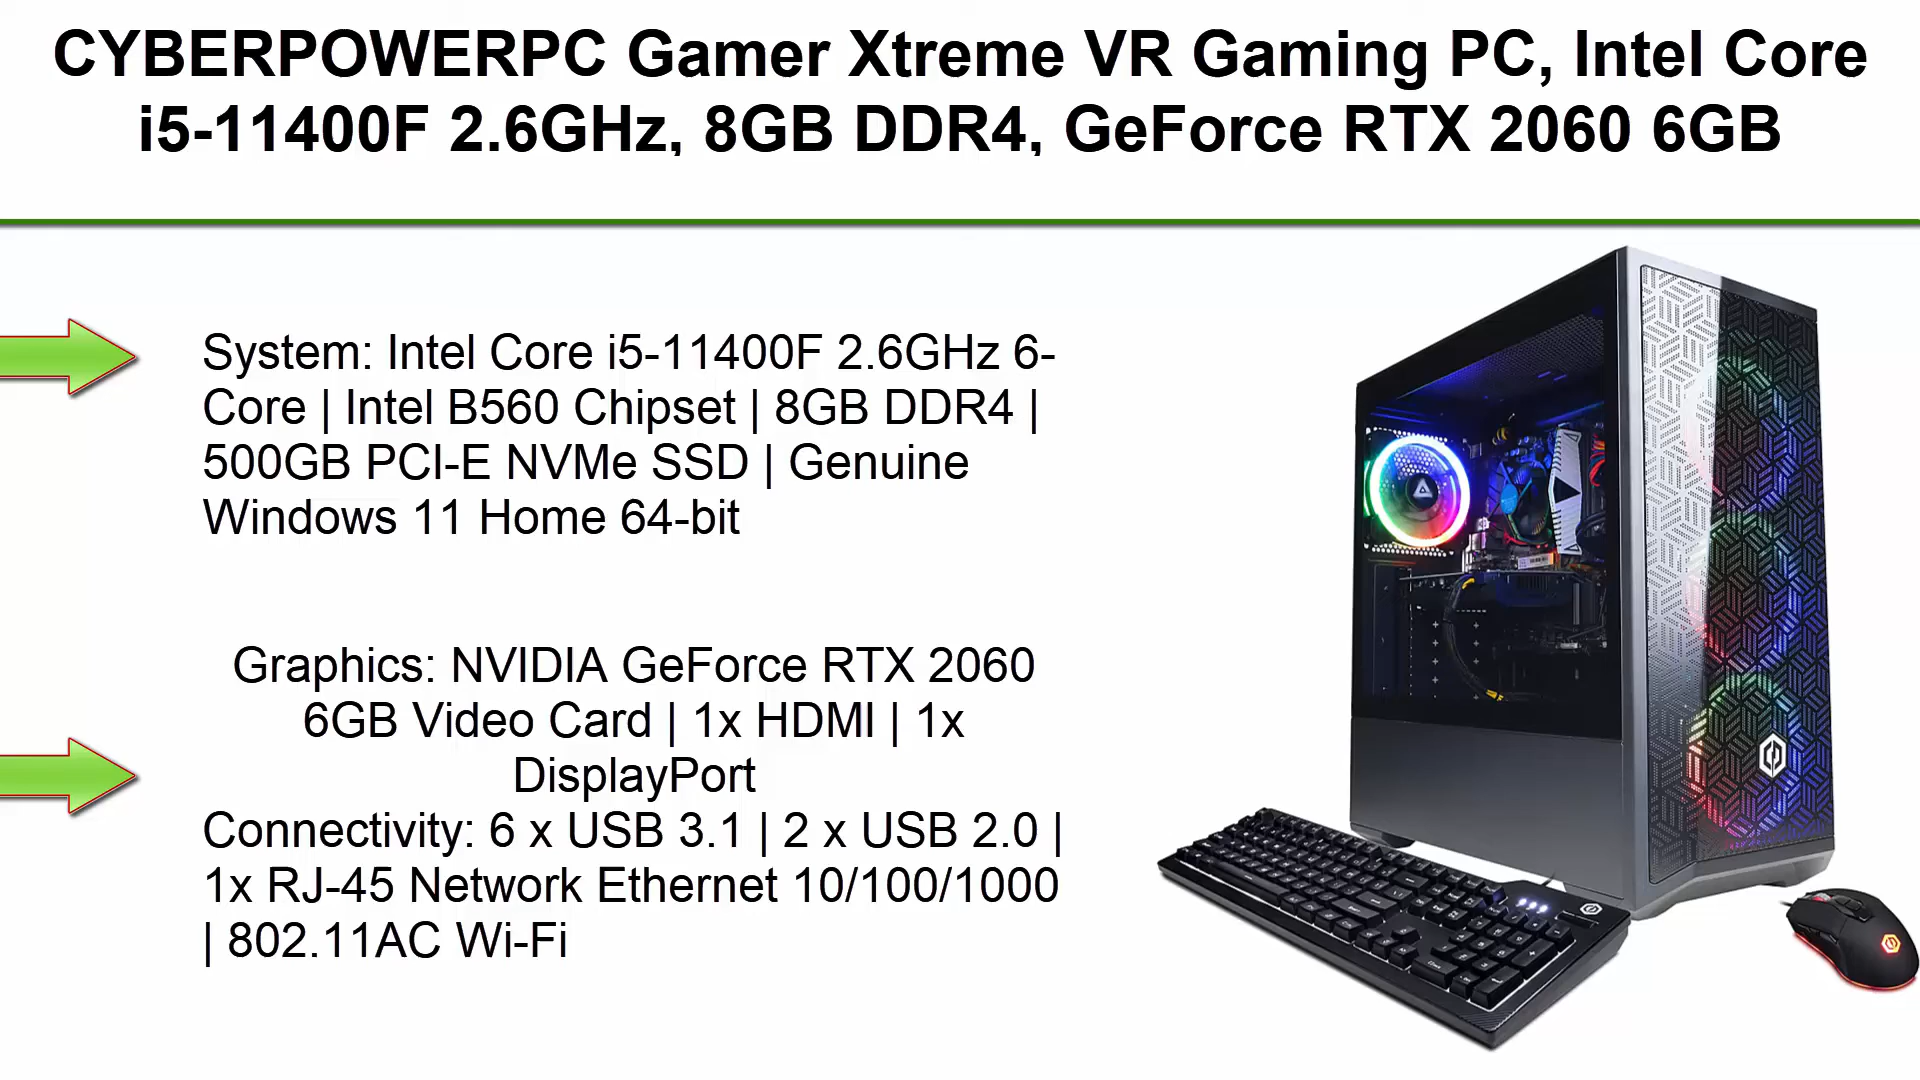 CYBERPOWERPC Gamer Xtreme VR Gaming PC, Intel Core
i5-11400F 2.6GHz, 8GB DDR4, GeForce RTX 2060 6GB
System: Intel Core i5-11400F 2.6GHz 6-
Core | Intel B560 Chipset | 8GB DDR4 |
500GB PCI-E NVMe SSD | Genuine
Windows 11 Home 64-bit
Graphics: NVIDIA GeForce RTX 2060
6GB Video Card | 1x HDMI | 1x
DisplayPort
Connectivity: 6 x USB 3.1 | 2 x USB 2.0 |
1x RJ-45 Network Ethernet 10/100/1000
| 802.11AC Wi-Fi